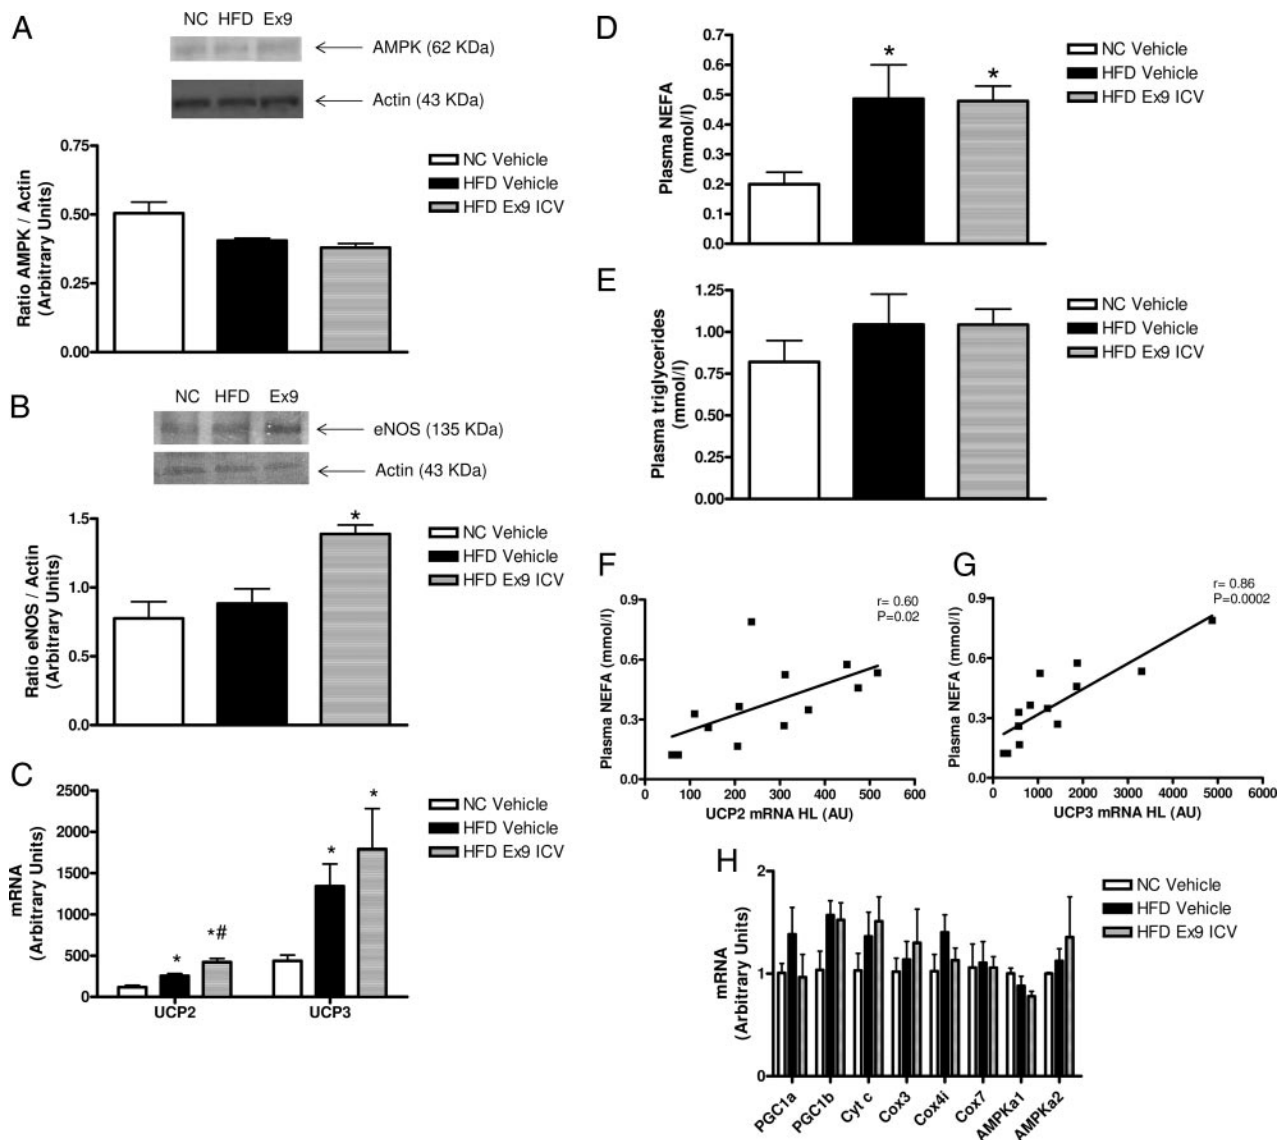 A
NC HFD Ex9
AMPK (62 KDa)
Actin (43 KDa)
Ratio AMPK / Actin
(Arbitrary Units)
0.75
0.50
0.25
0.00
NC Vehicle
HFD Vehicle
HFD Ex9 ICV
B
NC HFD Ex9
eNOS (135 KDa)
Actin (43 KDa)
Ratio eNOS / Actin
(Arbitrary Units)
1.5
1.0
0.5
0.0
*
NC Vehicle
HFD Vehicle
HFD Ex9 ICV
C
mRNA
(Arbitrary Units)
2500
2000
1500
1000
500
0
* *# * *
UCP2 UCP3
NC Vehicle
HFD Vehicle
HFD Ex9 ICV
D
Plasma NEFA
(mmol/l)
0.7
0.6
0.5
0.4
0.3
0.2
0.1
0.0
* *
NC Vehicle
HFD Vehicle
HFD Ex9 ICV
E
Plasma triglycerides
(mmol/l)
1.25
1.00
0.75
0.50
0.25
0.00
NC Vehicle
HFD Vehicle
HFD Ex9 ICV
F
r= 0.60
P=0.02
Plasma NEFA (mmol/l)
0.9
0.6
0.3
0.0
0 100 200 300 400 500 600
UCP2 mRNA HL (AU)
G
r= 0.86
P=0.0002
Plasma NEFA (mmol/l)
0.9
0.6
0.3
0.0
0 1000 2000 3000 4000 5000 6000
UCP3 mRNA HL (AU)
H
mRNA
(Arbitrary Units)
2
1
0
PGC1a PGC1b Cyt c Cox3 Cox4i Cox7 AMPKa1 AMPKa2
NC Vehicle
HFD Vehicle
HFD Ex9 ICV